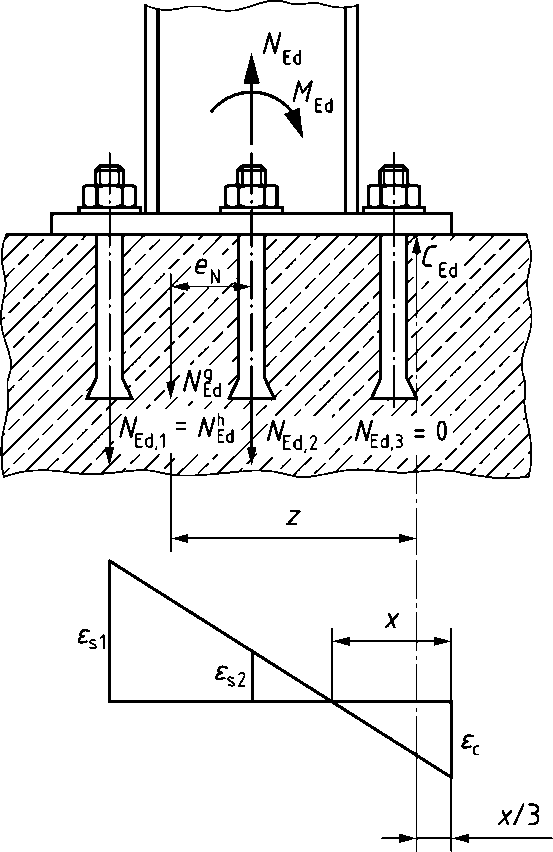 N_Ed
M_Ed
e_N
C_Ed
N^g_Ed
N_Ed,1 = N^h_Ed
N_Ed,2
N_Ed,3 = 0
z
x
ε_s1
ε_s2
ε_c
x/3